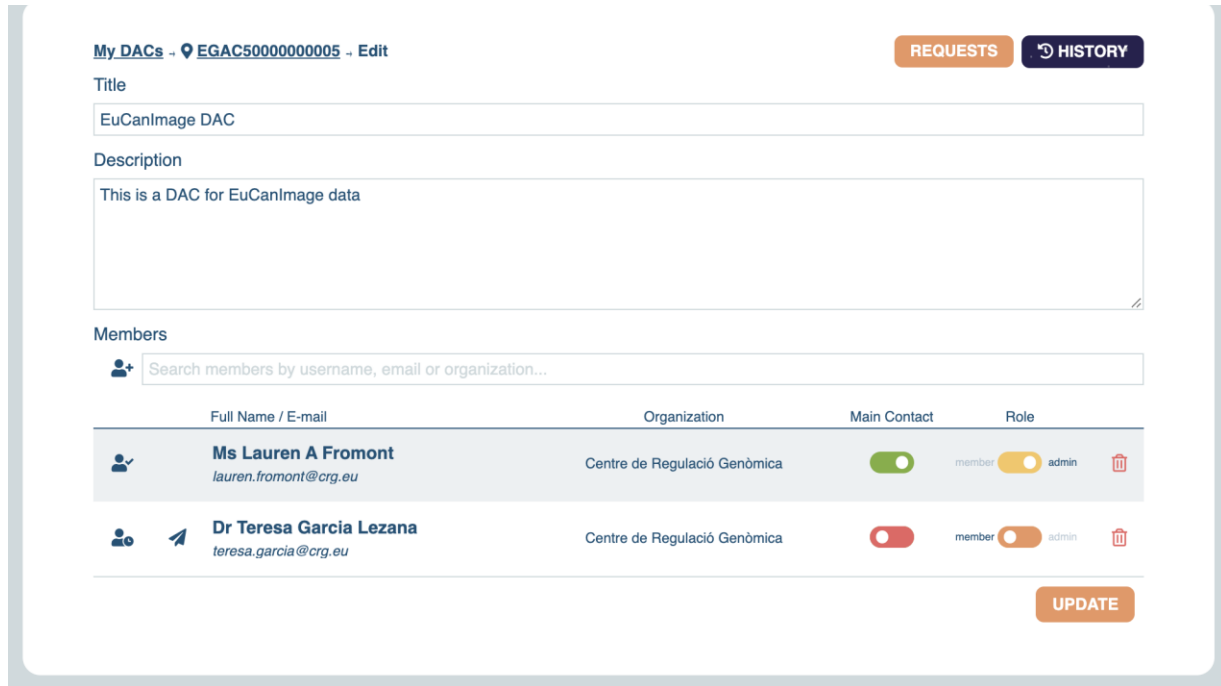 My DACs → EGAC50000000005 → Edit
REQUESTS
HISTORY
Title
EuCanImage DAC
Description
This is a DAC for EuCanImage data
Members
Search members by username, email or organization...
Full Name / E-mail Organization Main Contact Role
Ms Lauren A Fromont
lauren.fromont@crg.eu
Centre de Regulació Genòmica
member admin
Dr Teresa Garcia Lezana
teresa.garcia@crg.eu
Centre de Regulació Genòmica
member admin
UPDATE